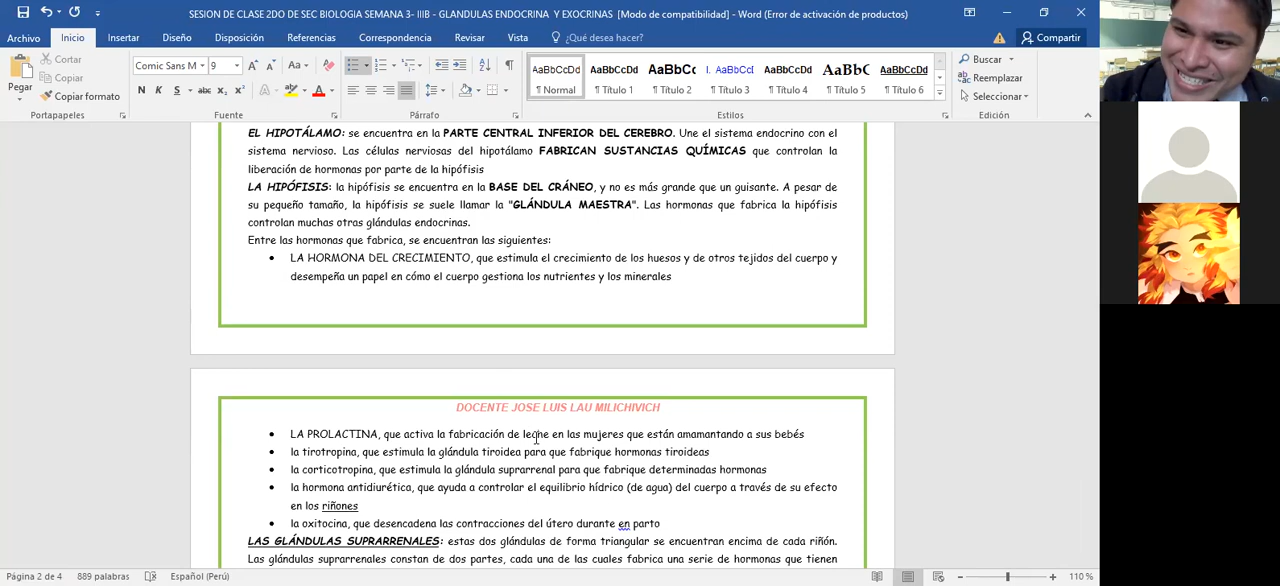 SESION DE CLASE 2DO DE SEC BIOLOGIA SEMANA 3- IIIB - GLANDULAS ENDOCRINA Y EXOCRINAS [Modo de compatibilidad] - Word (Error de activación de productos)
Archivo Inicio Insertar Diseño Disposición Referencias Correspondencia Revisar Vista ¿Qué desea hacer? Compartir
Pegar
Cortar
Copiar
Copiar formato
Comic Sans M 9
N K S abc x₂ x² A A
AaBbCcDd AaBbCcDd AaBbCc I. AaBbCcI AaBbCcDd AaBbC AaBbCcDd
¶ Normal ¶ Título 1 ¶ Título 2 ¶ Título 3 ¶ Título 4 ¶ Título 5 ¶ Título 6
Buscar
Reemplazar
Seleccionar
Portapapeles Fuente Párrafo Estilos Edición
EL HIPOTÁLAMO: se encuentra en la PARTE CENTRAL INFERIOR DEL CEREBRO. Une el sistema endocrino con el
sistema nervioso. Las células nerviosas del hipotálamo FABRICAN SUSTANCIAS QUÍMICAS que controlan la
liberación de hormonas por parte de la hipófisis
LA HIPÓFISIS: la hipófisis se encuentra en la BASE DEL CRÁNEO, y no es más grande que un guisante. A pesar de
su pequeño tamaño, la hipófisis se suele llamar la "GLÁNDULA MAESTRA". Las hormonas que fabrica la hipófisis
controlan muchas otras glándulas endocrinas.
Entre las hormonas que fabrica, se encuentran las siguientes:
• LA HORMONA DEL CRECIMIENTO, que estimula el crecimiento de los huesos y de otros tejidos del cuerpo y
desempeña un papel en cómo el cuerpo gestiona los nutrientes y los minerales
DOCENTE JOSE LUIS LAU MILICHIVICH
• LA PROLACTINA, que activa la fabricación de leche en las mujeres que están amamantando a sus bebés
• la tirotropina, que estimula la glándula tiroidea para que fabrique hormonas tiroideas
• la corticotropina, que estimula la glándula suprarrenal para que fabrique determinadas hormonas
• la hormona antidiurética, que ayuda a controlar el equilibrio hídrico (de agua) del cuerpo a través de su efecto
en los riñones
• la oxitocina, que desencadena las contracciones del útero durante en parto
LAS GLÁNDULAS SUPRARRENALES: estas dos glándulas de forma triangular se encuentran encima de cada riñón.
Las glándulas suprarrenales constan de dos partes, cada una de las cuales fabrica una serie de hormonas que tienen
Página 2 de 4 889 palabras Español (Perú) 110 %